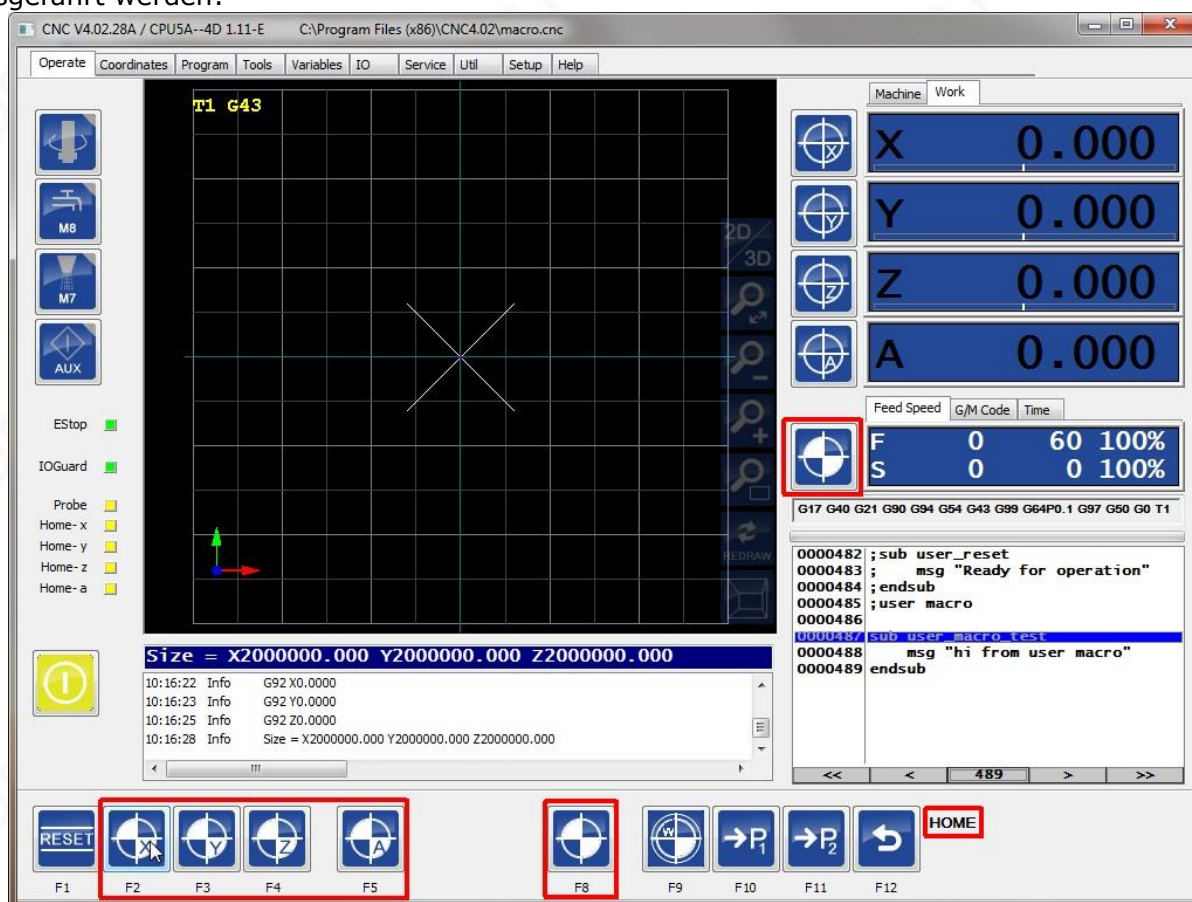 sgeführt werden.
CNC V4.02.28A / CPU5A--4D 1.11-E C:\Program Files (x86)\CNC4.02\macro.cnc
Operate Coordinates Program Tools Variables IO Service Util Setup Help
T1 G43
Machine Work
X 0.000
Y 0.000
Z 0.000
A 0.000
M8
M7
AUX
2D/3D
REDRAW
X
Y
Z
A
EStop
IOGuard
Probe
Home-x
Home-y
Home-z
Home-a
Feed Speed G/M Code Time
F 0 60 100%
S 0 0 100%
G17 G40 G21 G90 G94 G54 G43 G99 G64P0.1 G97 G50 G0 T1
0000482 ;sub user_reset
0000483 ; msg "Ready for operation"
0000484 ;endsub
0000485 ;user macro
0000486
0000487 sub user_macro_test
0000488 msg "hi from user macro"
0000489 endsub
<< < 489 > >>
Size = X2000000.000 Y2000000.000 Z2000000.000
10:16:22 Info G92 X0.0000
10:16:23 Info G92 Y0.0000
10:16:25 Info G92 Z0.0000
10:16:28 Info Size = X2000000.000 Y2000000.000 Z2000000.000
RESET X Y Z A W →P1 →P2 HOME
F1 F2 F3 F4 F5 F8 F9 F10 F11 F12